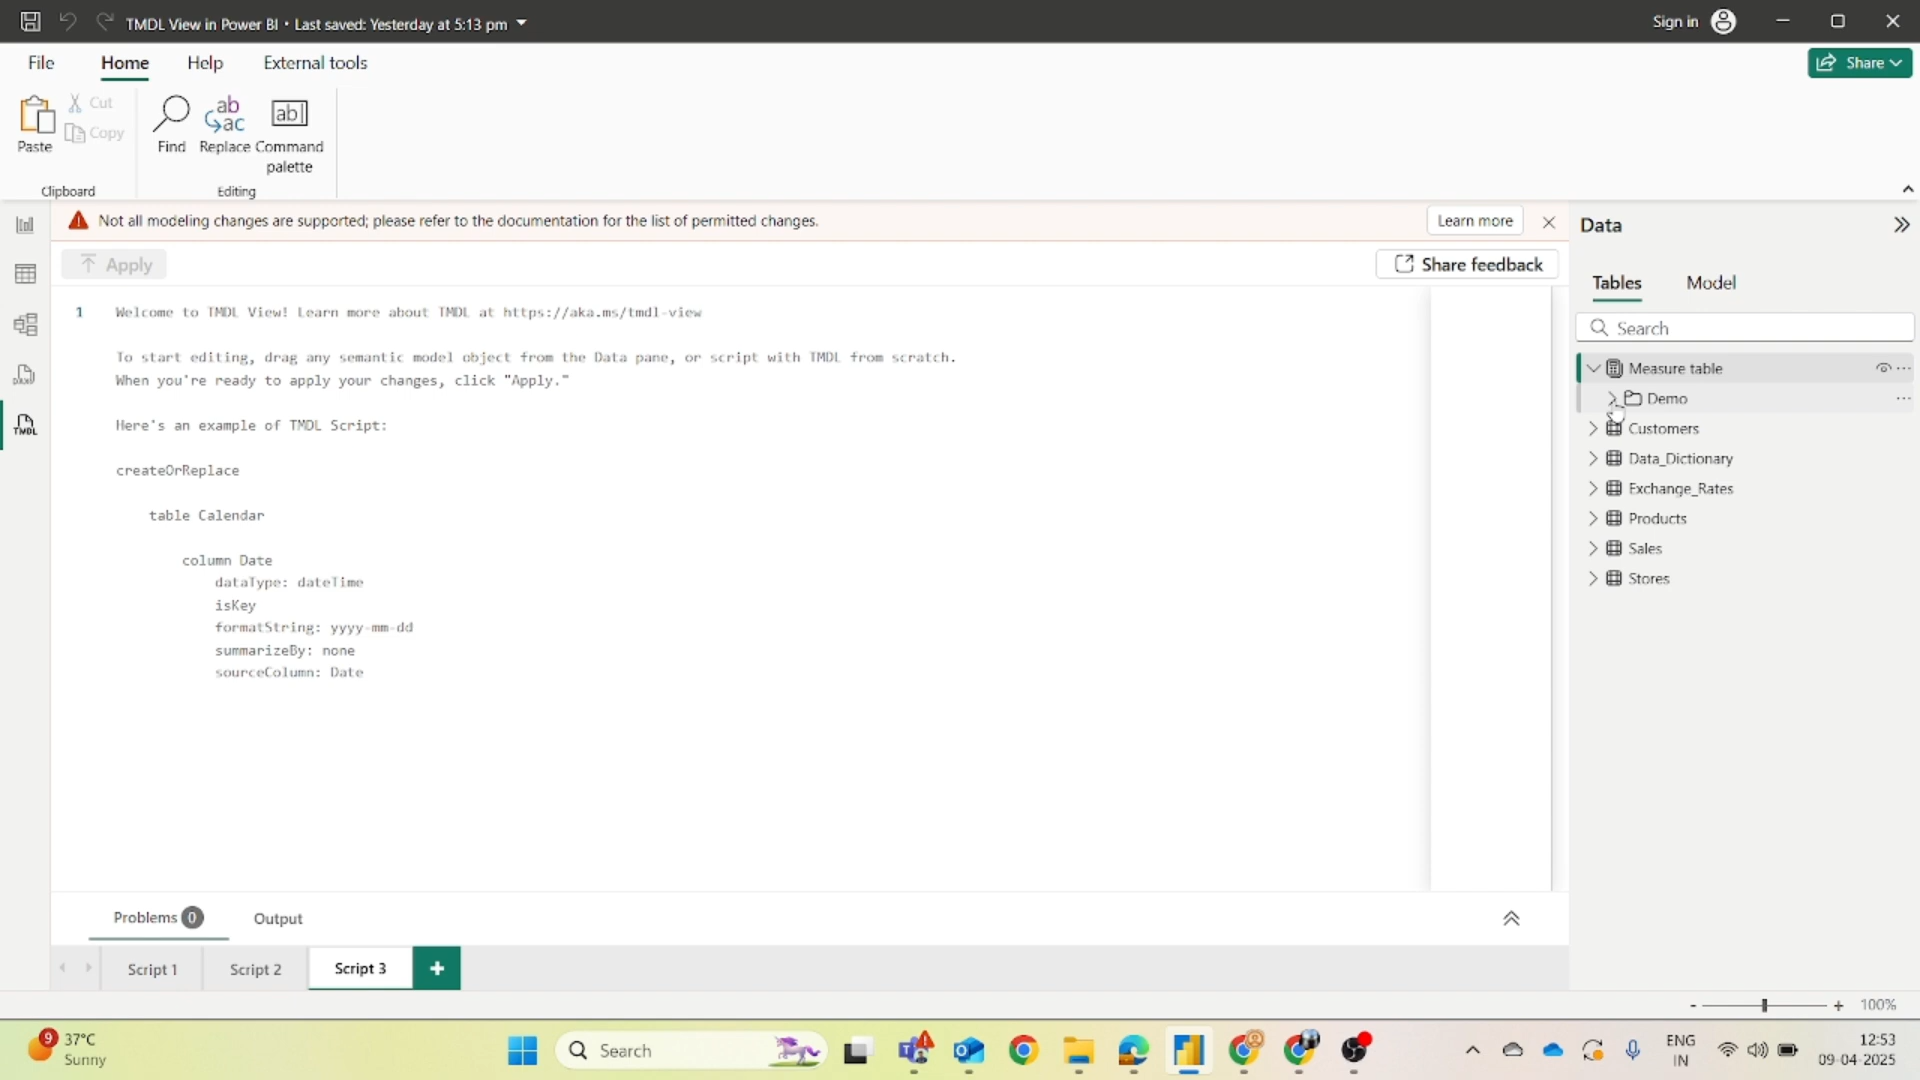 TMDL View in Power BI • Last saved: Yesterday at 5:13 pm
Sign in
File
Home
Help
External tools
Share
Paste
Cut
Copy
Clipboard
Find
ab
ac
Replace
ab|
Command
palette
Editing
Not all modeling changes are supported; please refer to the documentation for the list of permitted changes.
Learn more
Apply
Share feedback
DAX
TMDL
1
Welcome to TMDL View! Learn more about TMDL at https://aka.ms/tmdl-view
To start editing, drag any semantic model object from the Data pane, or script with TMDL from scratch.
When you're ready to apply your changes, click "Apply."
Here's an example of TMDL Script:
createOrReplace
table Calendar
column Date
dataType: dateTime
isKey
formatString: yyyy-mm-dd
summarizeBy: none
sourceColumn: Date
Problems 0
Output
Script 1
Script 2
Script 3
+
Data
Tables
Model
Search
Measure table
Demo
Customers
Data_Dictionary
Exchange_Rates
Products
Sales
Stores
- + 100%
9
37°C
Sunny
Search
ENG
IN
12:53
09-04-2025